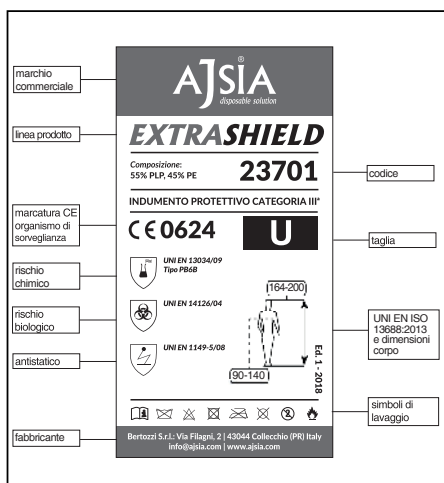 marchio
commerciale
AJSIA®
disposable solution
linea prodotto
EXTRASHIELD
Composizione:
55% PLP, 45% PE
23701
codice
INDUMENTO PROTETTIVO CATEGORIA III*
marcatura CE
organismo di
sorveglianza
CE 0624
U
taglia
rischio
chimico
UNI EN 13034/09
Tipo PB6B
rischio
biologico
UNI EN 14126/04
antistatico
UNI EN 1149-5/08
164-200
90-140
Ed. 1 - 2018
UNI EN ISO
13688:2013
e dimensioni
corpo
simboli di
lavaggio
fabbricante
Bertozzi S.r.l.: Via Filagni, 2 | 43044 Collecchio (PR) Italy
info@ajsia.com | www.ajsia.com